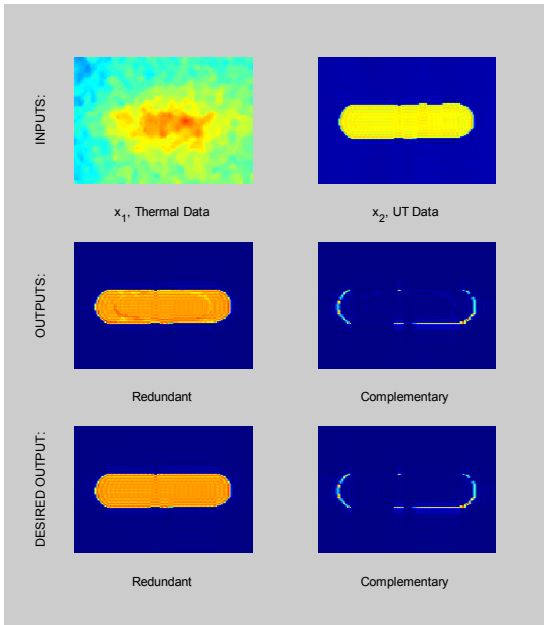 INPUTS:
x1, Thermal Data
x2, UT Data
OUTPUTS:
Redundant
Complementary
DESIRED OUTPUT:
Redundant
Complementary